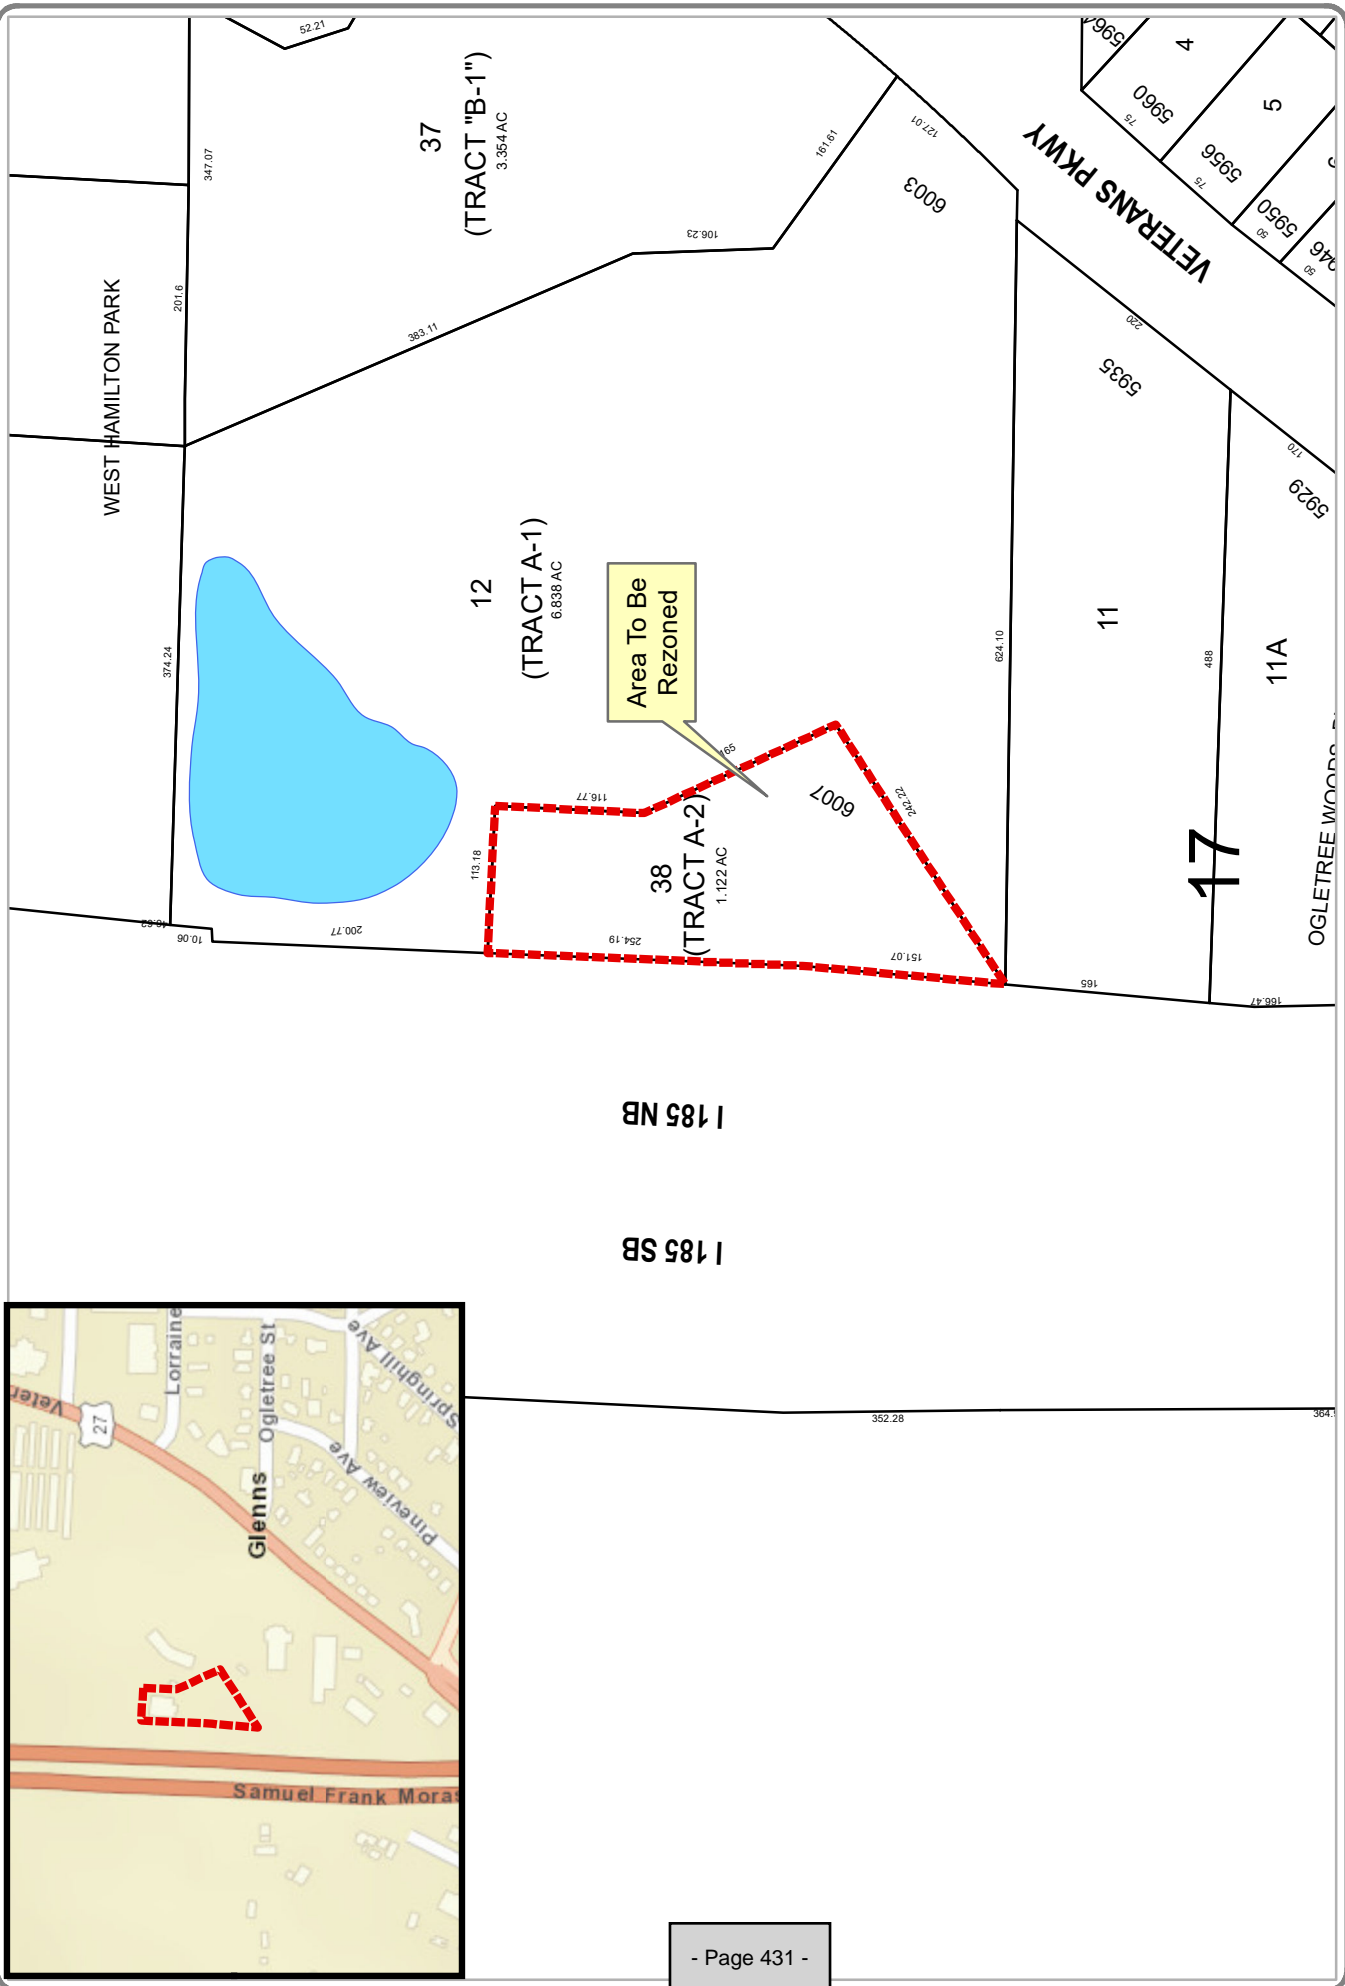 52.21
347.07
37
(TRACT "B-1")
3.354 AC
161.61
127.01
6003
VETERANS PKWY
4
5960
75
5
5956
75
5950
50
50
WEST HAMILTON PARK
201.6
383.11
106.23
220
5935
170
5929
374.24
12
(TRACT A-1)
6.838 AC
Area To Be
Rezoned
624.10
11
488
11A
165
116.77
6007
242.22
113.18
38
(TRACT A-2)
1.122 AC
17
OGLETREE WOODS
10.06
200.77
254.19
151.07
165
166.47
I 185 NB
I 185 SB
352.28
Lorraine
Ogletree St
Springhill Ave
27
Pineview Ave
Glenns
Samuel Frank Moras
- Page 431 -